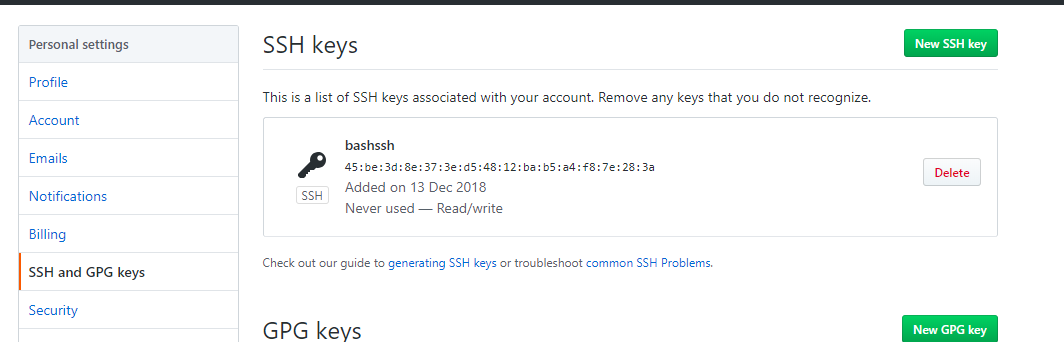 Personal settings
Profile
Account
Emails
Notifications
Billing
SSH and GPG keys
Security
SSH keys
New SSH key
This is a list of SSH keys associated with your account. Remove any keys that you do not recognize.
bashssh
45:be:3d:8e:37:3e:d5:48:12:ba:b5:a4:f8:7e:28:3a
SSH
Added on 13 Dec 2018
Never used — Read/write
Delete
Check out our guide to generating SSH keys or troubleshoot common SSH Problems.
GPG keys
New GPG key